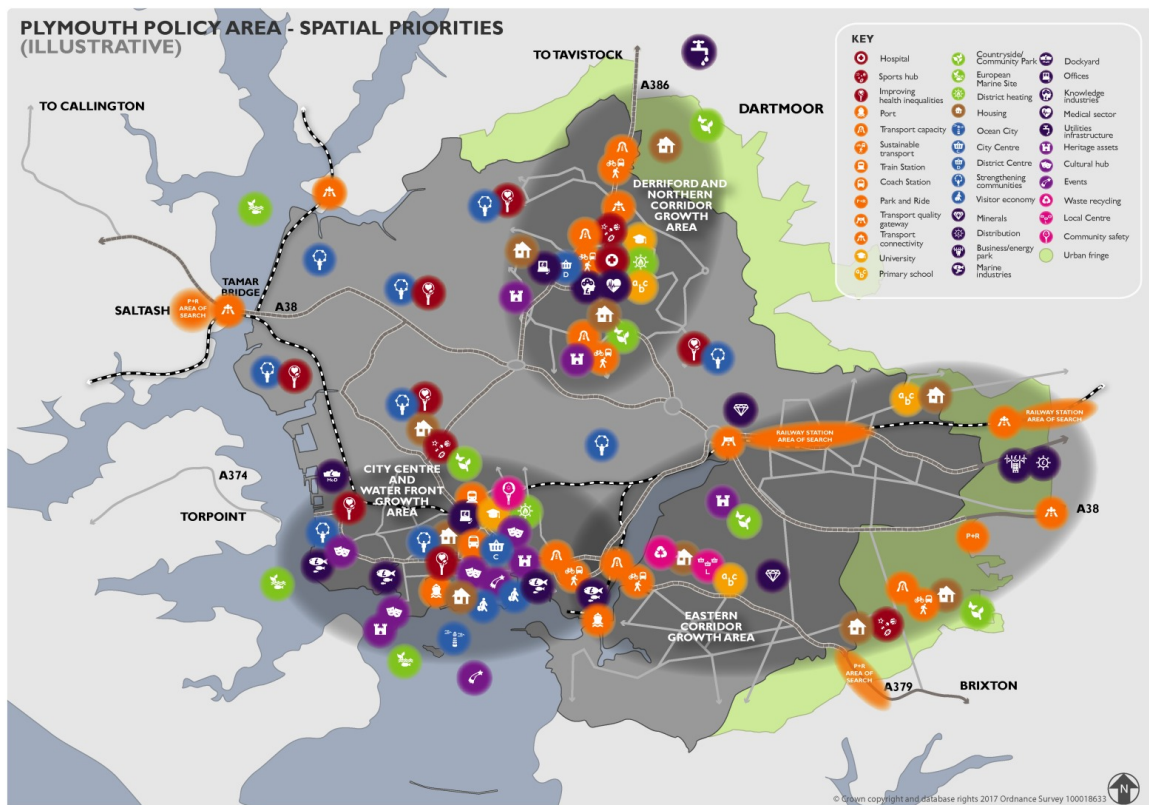 PLYMOUTH POLICY AREA - SPATIAL PRIORITIES
(ILLUSTRATIVE)
TO TAVISTOCK
A386
DARTMOOR
TO CALLINGTON
DERRIFORD AND
NORTHERN
CORRIDOR
GROWTH
AREA
TAMAR
BRIDGE
SALTASH
P+R
AREA OF
SEARCH
A38
D
abc
abc
RAILWAY STATION
AREA OF SEARCH
RAILWAY STATION
AREA OF SEARCH
CITY CENTRE
AND
WATER FRONT
GROWTH
AREA
A374
TORPOINT
MoD
C
L
abc
A38
P+R
EASTERN
CORRIDOR
GROWTH AREA
P+R
AREA OF
SEARCH
A379
BRIXTON
KEY
Hospital
Sports hub
Improving
health inequalities
Port
Transport capacity
Sustainable
transport
Train Station
Coach Station
P+R
Park and Ride
Transport quality
gateway
Transport
connectivity
University
abc
Primary school
Countryside/
Community Park
European
Marine Site
District heating
Housing
Ocean City
City Centre
District Centre
Strengthening
communities
Visitor economy
Minerals
Distribution
Business/energy
park
Marine
industries
Dockyard
Offices
Knowledge
industries
Medical sector
Utilities
infrastructure
Heritage assets
Cultural hub
Events
Waste recycling
Local Centre
Community safety
Urban fringe
© Crown copyright and database rights 2017 Ordnance Survey 100018633
N